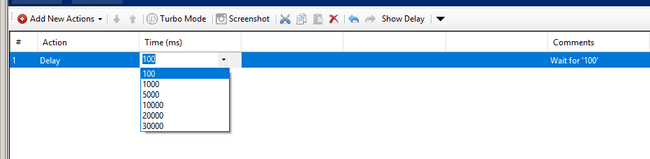 Add New Actions Turbo Mode Screenshot Show Delay
# Action Time (ms) Comments
1 Delay 100 Wait for '100'
100
1000
5000
10000
20000
30000